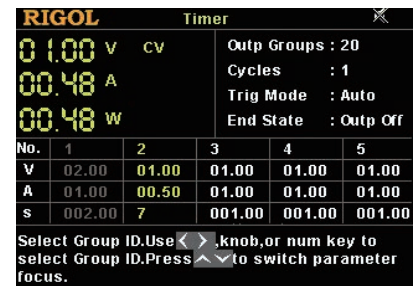 RIGOL Timer
01.00 V CV
00.48 A
00.48 W
Outp Groups : 20
Cycles : 1
Trig Mode : Auto
End State : Outp Off
No. 1 2 3 4 5
V 02.00 01.00 01.00 01.00 01.00
A 01.00 00.50 01.00 01.00 01.00
s 002.00 7 001.00 001.00 001.00
Select Group ID.Use < > ,knob,or num key to
select Group ID.Press ∧ ∨ to switch parameter
focus.